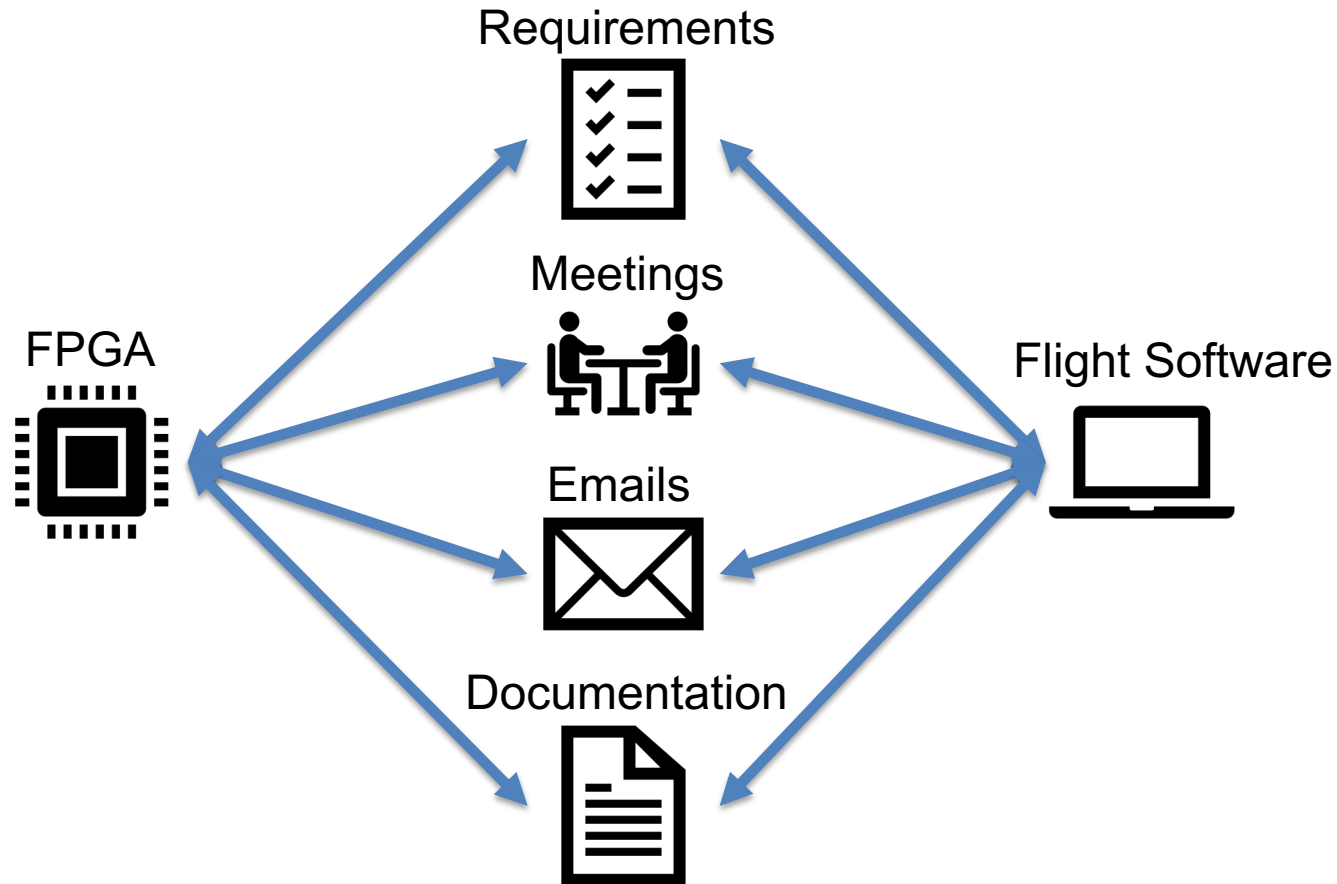 Requirements
Meetings
FPGA
Flight Software
Emails
Documentation